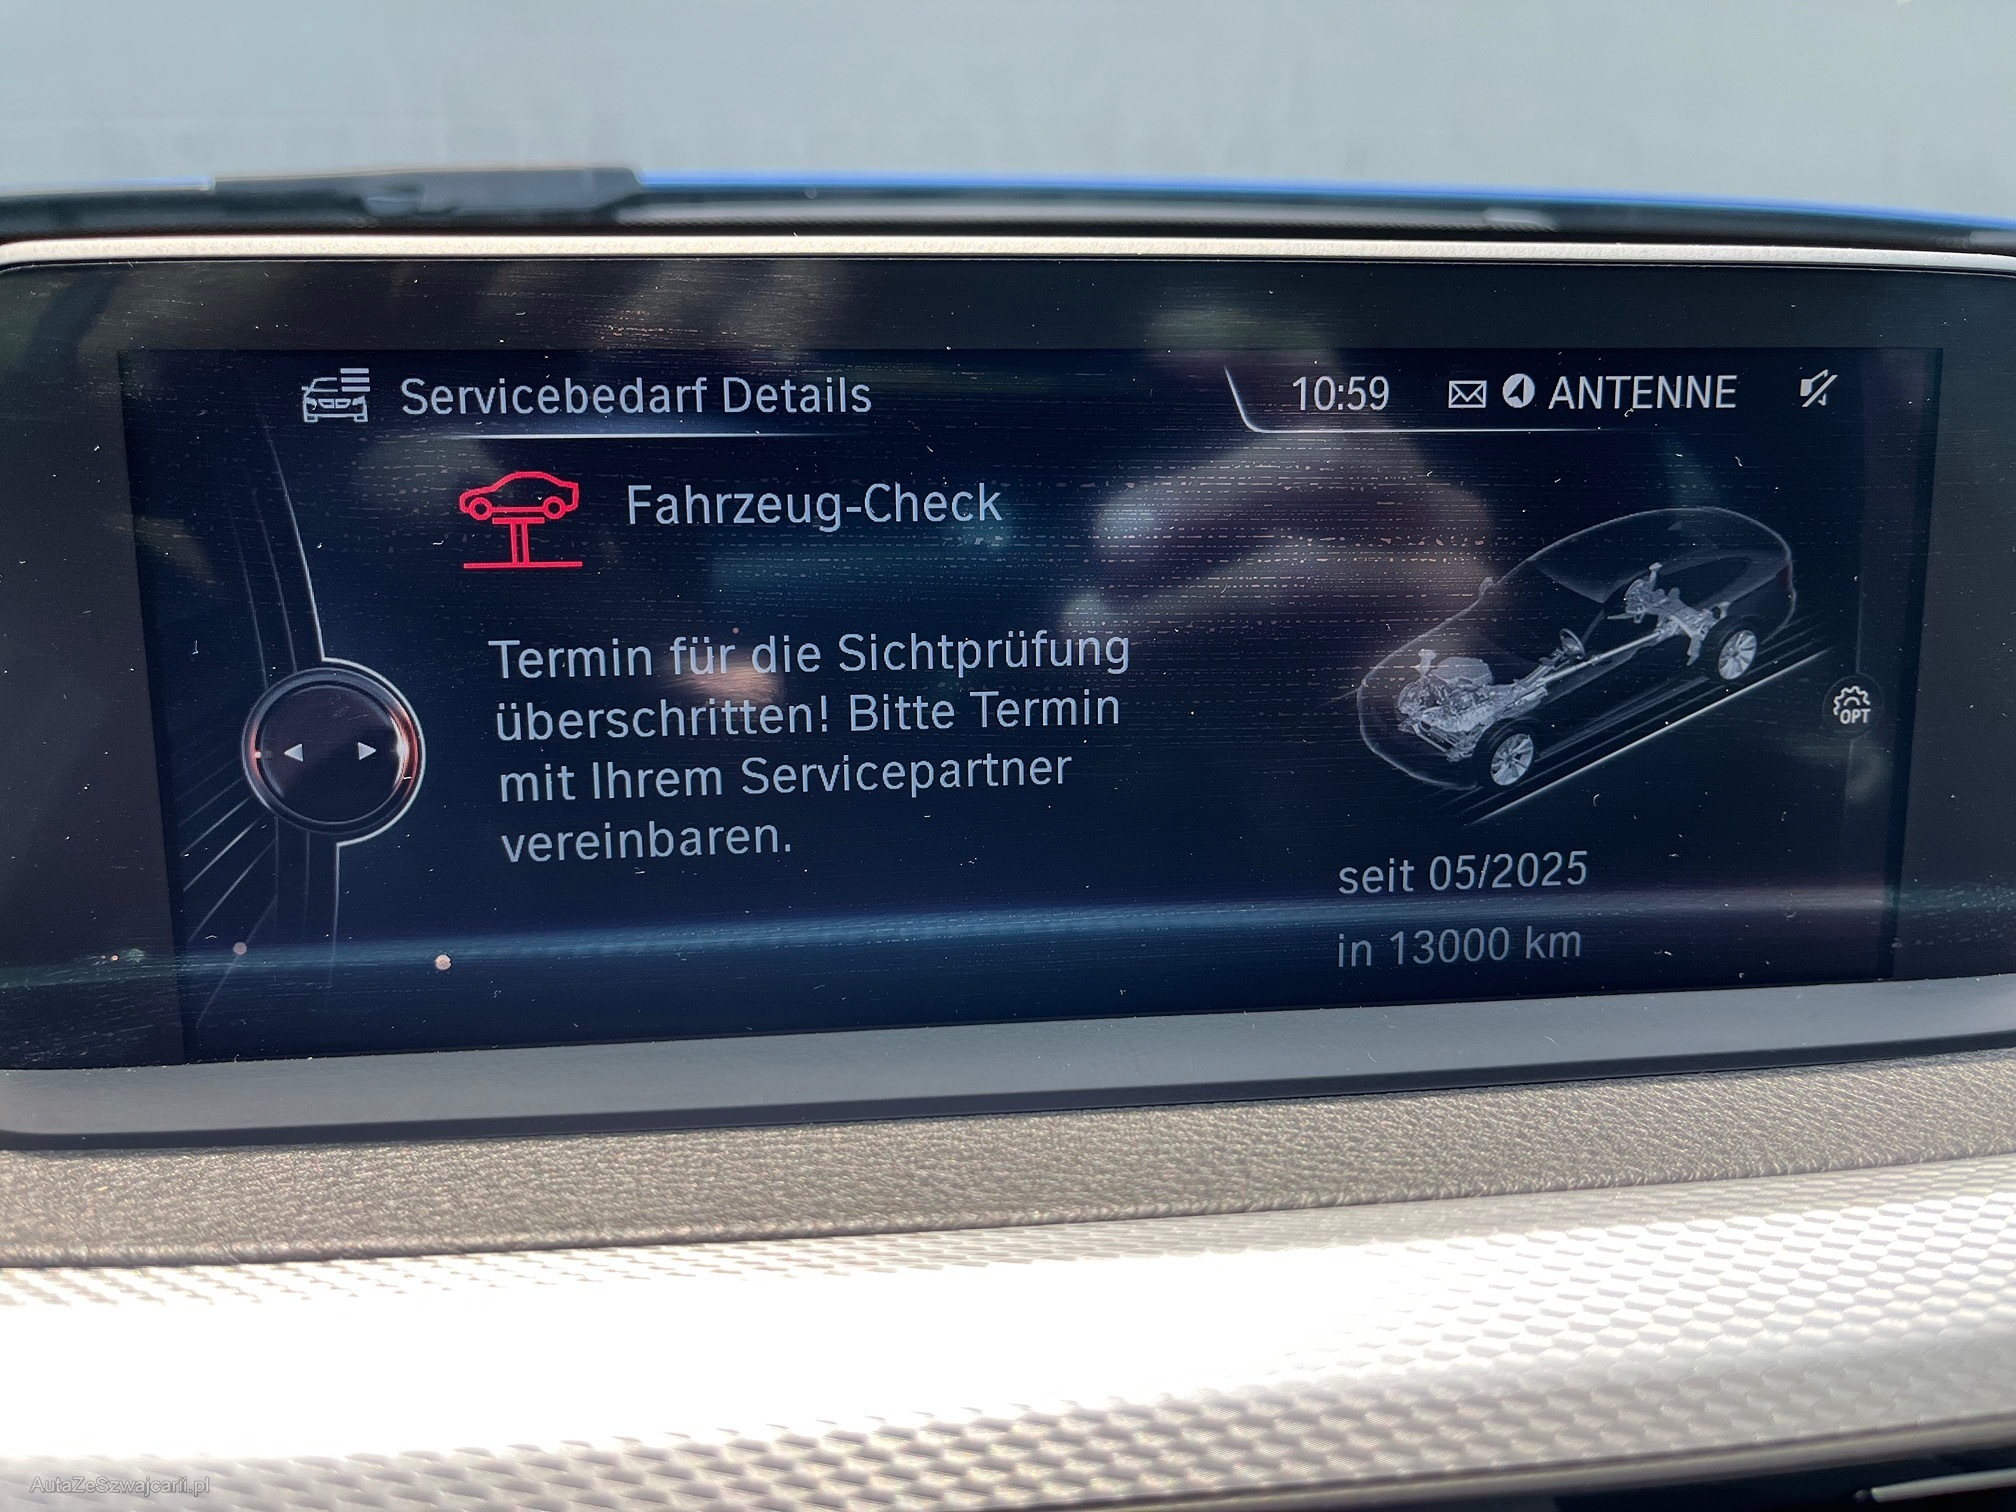 Servicebedarf Details
10:59 ANTENNE
Fahrzeug-Check
Termin für die Sichtprüfung
überschritten! Bitte Termin
mit Ihrem Servicepartner
vereinbaren.
OPT
seit 05/2025
in 13000 km
AutaZeSzwajcarii.pl